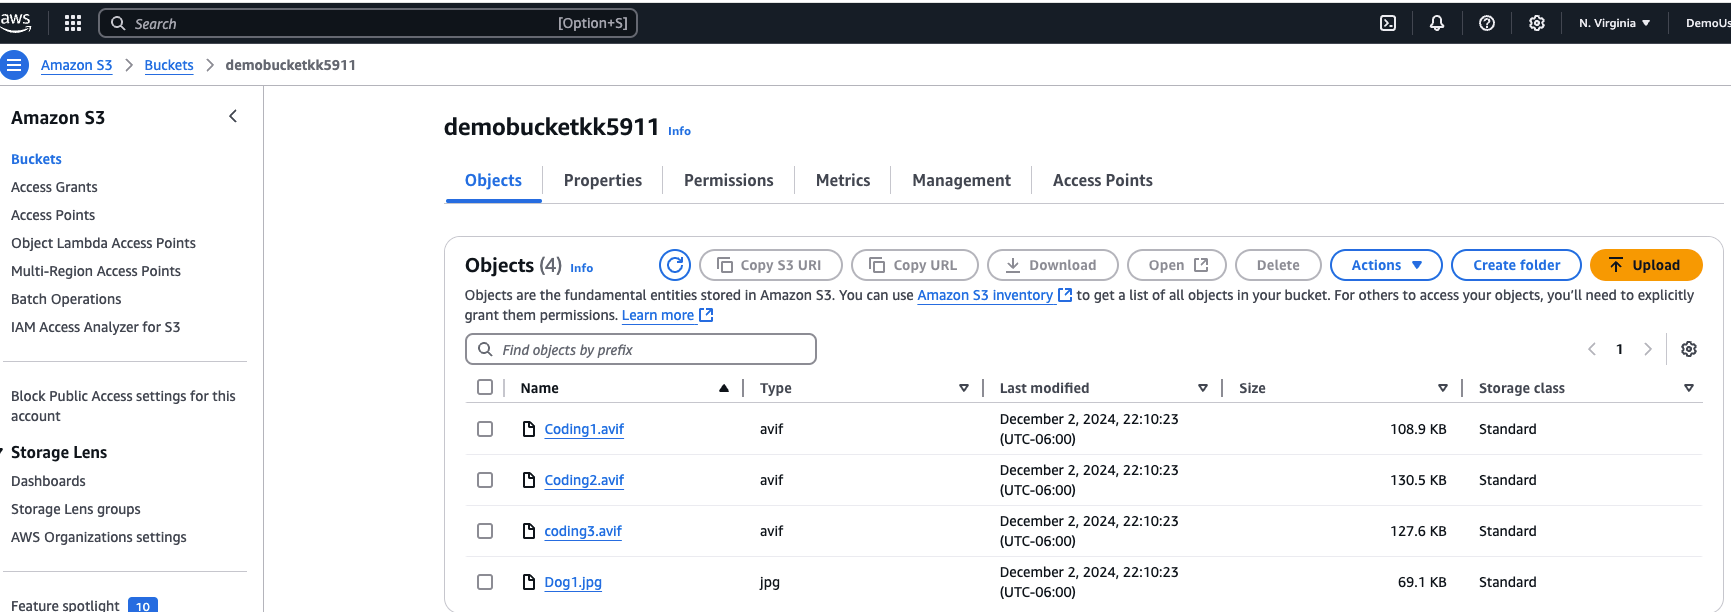 aws
Search [Option+S] N. Virginia DemoUs
Amazon S3 Buckets demobucketkk5911
Amazon S3
Buckets
Access Grants
Access Points
Object Lambda Access Points
Multi-Region Access Points
Batch Operations
IAM Access Analyzer for S3
Block Public Access settings for this
account
Storage Lens
Dashboards
Storage Lens groups
AWS Organizations settings
Feature spotlight 10
demobucketkk5911 Info
Objects Properties Permissions Metrics Management Access Points
Objects (4) Info Copy S3 URI Copy URL Download Open Delete Actions Create folder Upload
Objects are the fundamental entities stored in Amazon S3. You can use Amazon S3 inventory to get a list of all objects in your bucket. For others to access your objects, you'll need to explicitly
grant them permissions. Learn more
Find objects by prefix 1
Name Type Last modified Size Storage class
Coding1.avif avif December 2, 2024, 22:10:23 (UTC-06:00) 108.9 KB Standard
Coding2.avif avif December 2, 2024, 22:10:23 (UTC-06:00) 130.5 KB Standard
coding3.avif avif December 2, 2024, 22:10:23 (UTC-06:00) 127.6 KB Standard
Dog1.jpg jpg December 2, 2024, 22:10:23 (UTC-06:00) 69.1 KB Standard